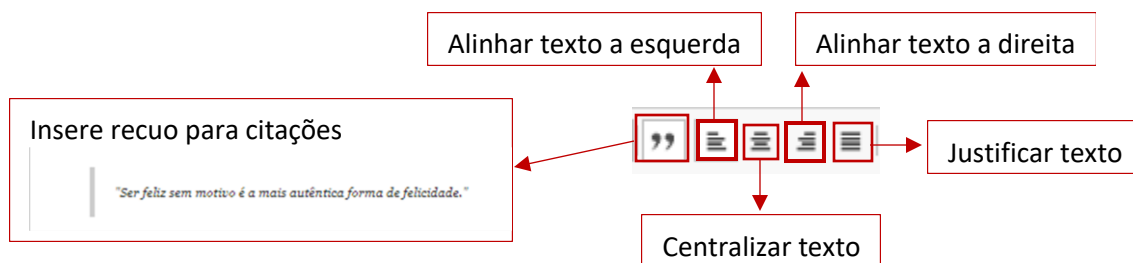 Alinhar texto a esquerda
Alinhar texto a direita
Insere recuo para citações
"Ser feliz sem motivo é a mais autêntica forma de felicidade."
Justificar texto
Centralizar texto